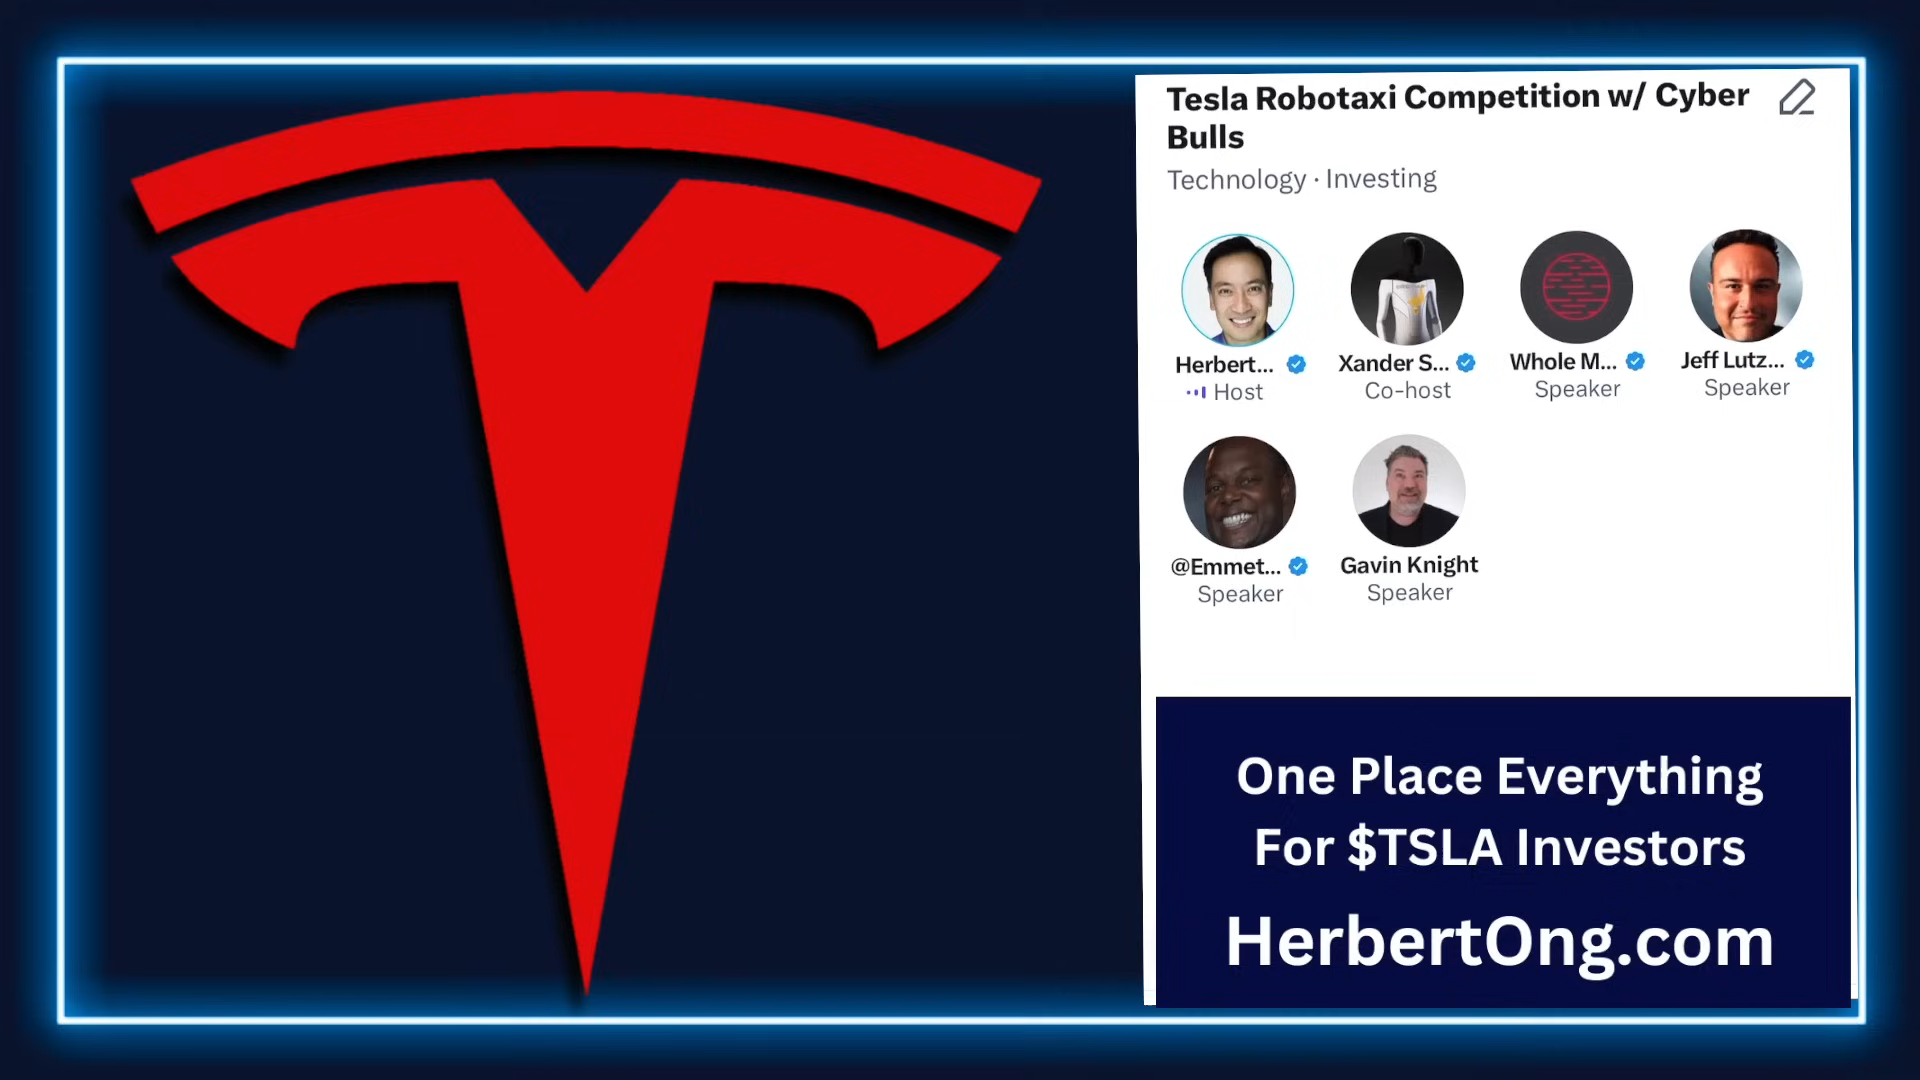 Tesla Robotaxi Competition w/ Cyber
Bulls
Technology · Investing
Herbert...
Host
Xander S...
Co-host
Whole M...
Speaker
Jeff Lutz...
Speaker
@Emmet...
Speaker
Gavin Knight
Speaker
One Place Everything
For $TSLA Investors
HerbertOng.com